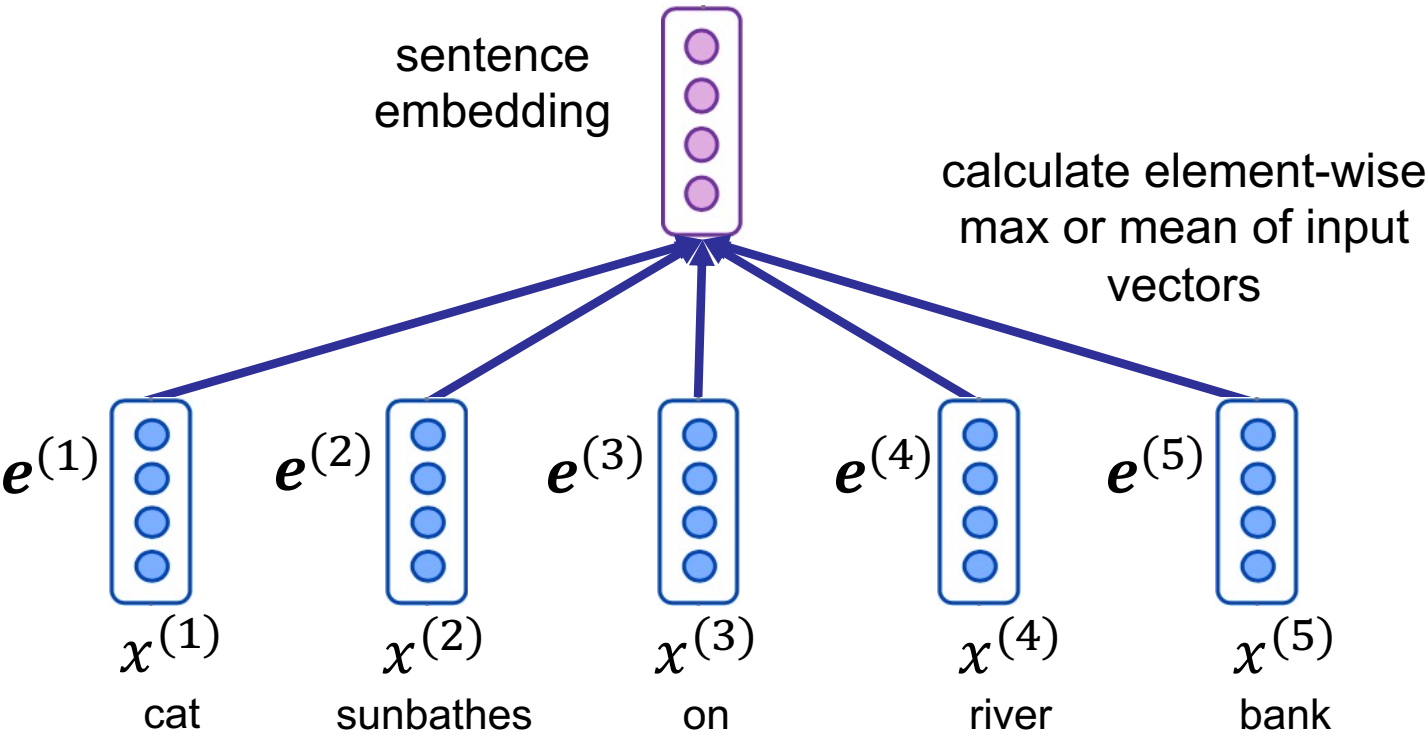 sentence
embedding
calculate element-wise
max or mean of input
vectors
e⁽¹⁾ e⁽²⁾ e⁽³⁾ e⁽⁴⁾ e⁽⁵⁾
x⁽¹⁾ x⁽²⁾ x⁽³⁾ x⁽⁴⁾ x⁽⁵⁾
cat sunbathes on river bank